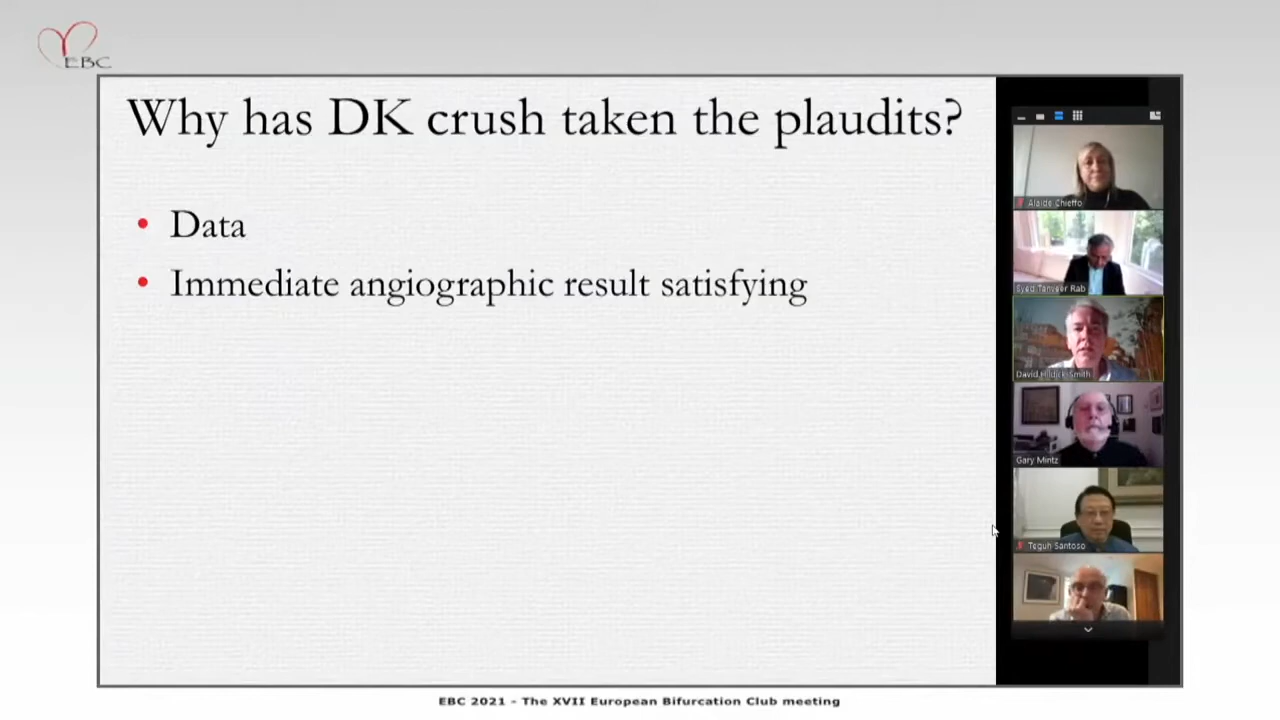 EBC
Why has DK crush taken the plaudits?
• Data
• Immediate angiographic result satisfying
Alaide Chieffo
Syed Tanveer Rab
David Hildick-Smith
Gary Mintz
Teguh Santoso
EBC 2021 - The XVII European Bifurcation Club meeting